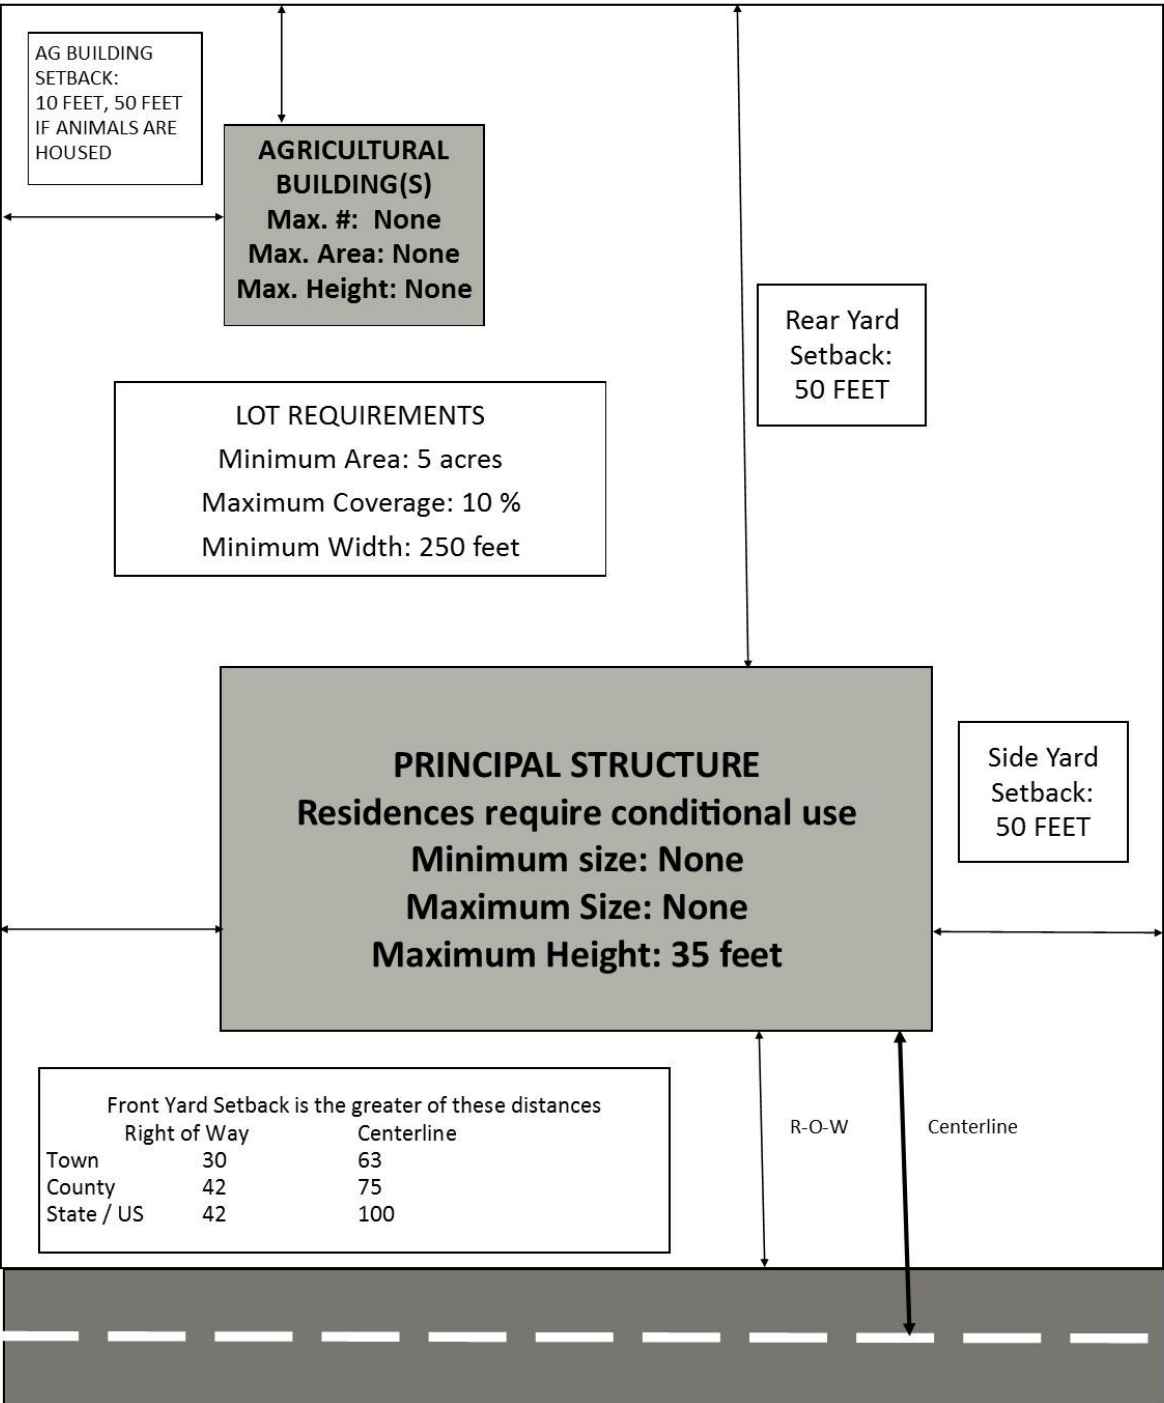 AG BUILDING
SETBACK:
10 FEET, 50 FEET
IF ANIMALS ARE
HOUSED
AGRICULTURAL
BUILDING(S)
Max. #: None
Max. Area: None
Max. Height: None
Rear Yard
Setback:
50 FEET
LOT REQUIREMENTS
Minimum Area: 5 acres
Maximum Coverage: 10 %
Minimum Width: 250 feet
PRINCIPAL STRUCTURE
Residences require conditional use
Minimum size: None
Maximum Size: None
Maximum Height: 35 feet
Side Yard
Setback:
50 FEET
Front Yard Setback is the greater of these distances
Right of Way Centerline
Town 30 63
County 42 75
State / US 42 100
R-O-W
Centerline